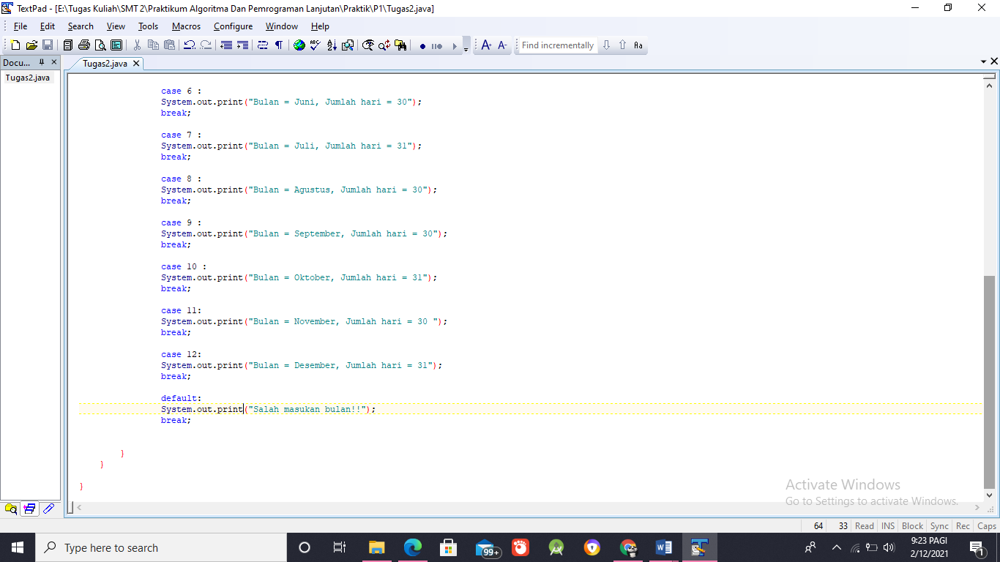 TextPad - [E:\Tugas Kuliah\SMT 2\Praktikum Algoritma Dan Pemrograman Lanjutan\Praktik\P1\Tugas2.java]
File Edit Search View Tools Macros Configure Window Help
Find incrementally Aa
Docu...
Tugas2.java
Tugas2.java
case 6 :
System.out.print("Bulan = Juni, Jumlah hari = 30");
break;
case 7 :
System.out.print("Bulan = Juli, Jumlah hari = 31");
break;
case 8 :
System.out.print("Bulan = Agustus, Jumlah hari = 30");
break;
case 9 :
System.out.print("Bulan = September, Jumlah hari = 30");
break;
case 10 :
System.out.print("Bulan = Oktober, Jumlah hari = 31");
break;
case 11:
System.out.print("Bulan = November, Jumlah hari = 30 ");
break;
case 12:
System.out.print("Bulan = Desember, Jumlah hari = 31");
break;
default:
System.out.print("Salah masukan bulan!!");
break;
}
}
}
Activate Windows
Go to Settings to activate Windows.
64 33 Read INS Block Sync Rec Caps
Type here to search
99+
9:23 PAGI
2/12/2021
1